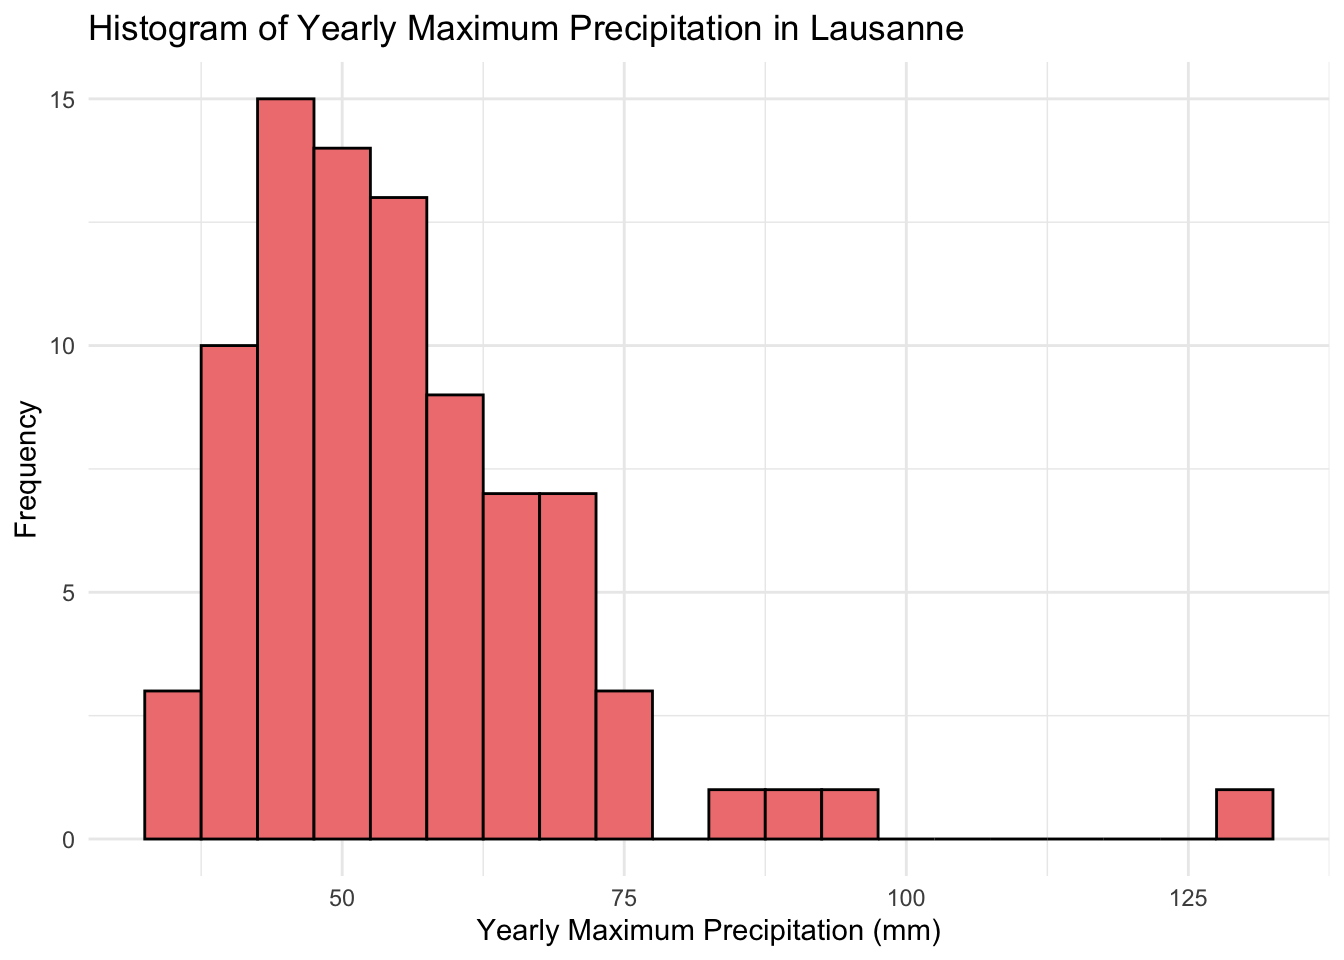 Histogram of Yearly Maximum Precipitation in Lausanne
15
10
5
0
Frequency
50 75 100 125
Yearly Maximum Precipitation (mm)